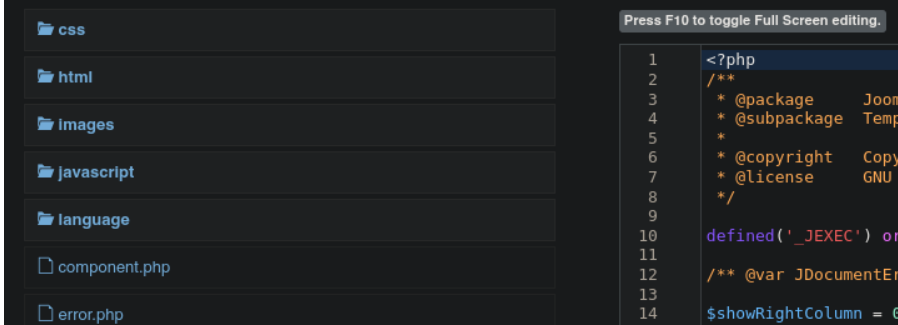 css
html
images
javascript
language
component.php
error.php
Press F10 to toggle Full Screen editing.
1 <?php
2 /**
3  * @package     Joom
4  * @subpackage  Temp
5  *
6  * @copyright   Copy
7  * @license     GNU
8  */
9
10 defined('_JEXEC') or
11
12 /** @var JDocumentEr
13
14 $showRightColumn = 0